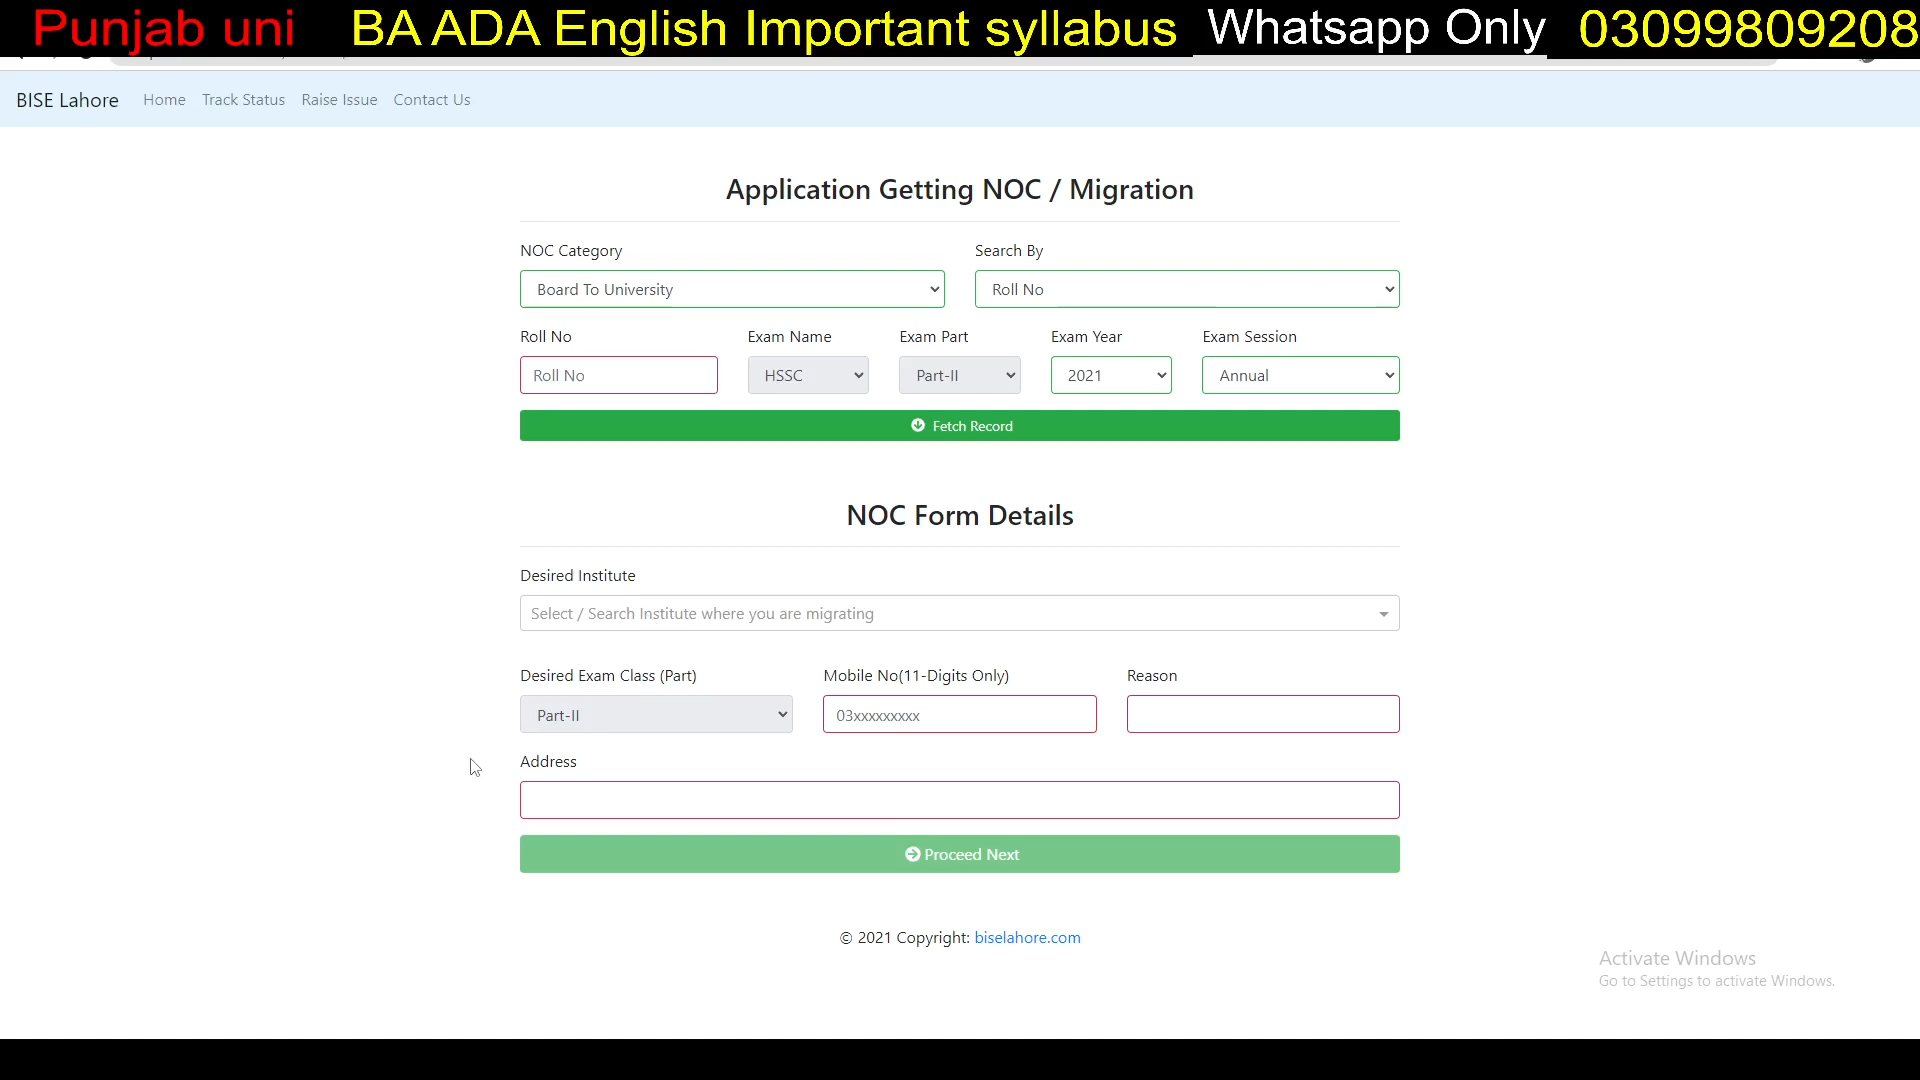 Punjab uni BA ADA English Important syllabus Whatsapp Only 03099809208
BISE Lahore Home Track Status Raise Issue Contact Us
Application Getting NOC / Migration
NOC Category Search By
Board To University Roll No
Roll No Exam Name Exam Part Exam Year Exam Session
Roll No HSSC Part-II 2021 Annual
Fetch Record
NOC Form Details
Desired Institute
Select / Search Institute where you are migrating
Desired Exam Class (Part) Mobile No(11-Digits Only) Reason
Part-II 03xxxxxxxxx
Address
Proceed Next
© 2021 Copyright: biselahore.com
Activate Windows
Go to Settings to activate Windows.